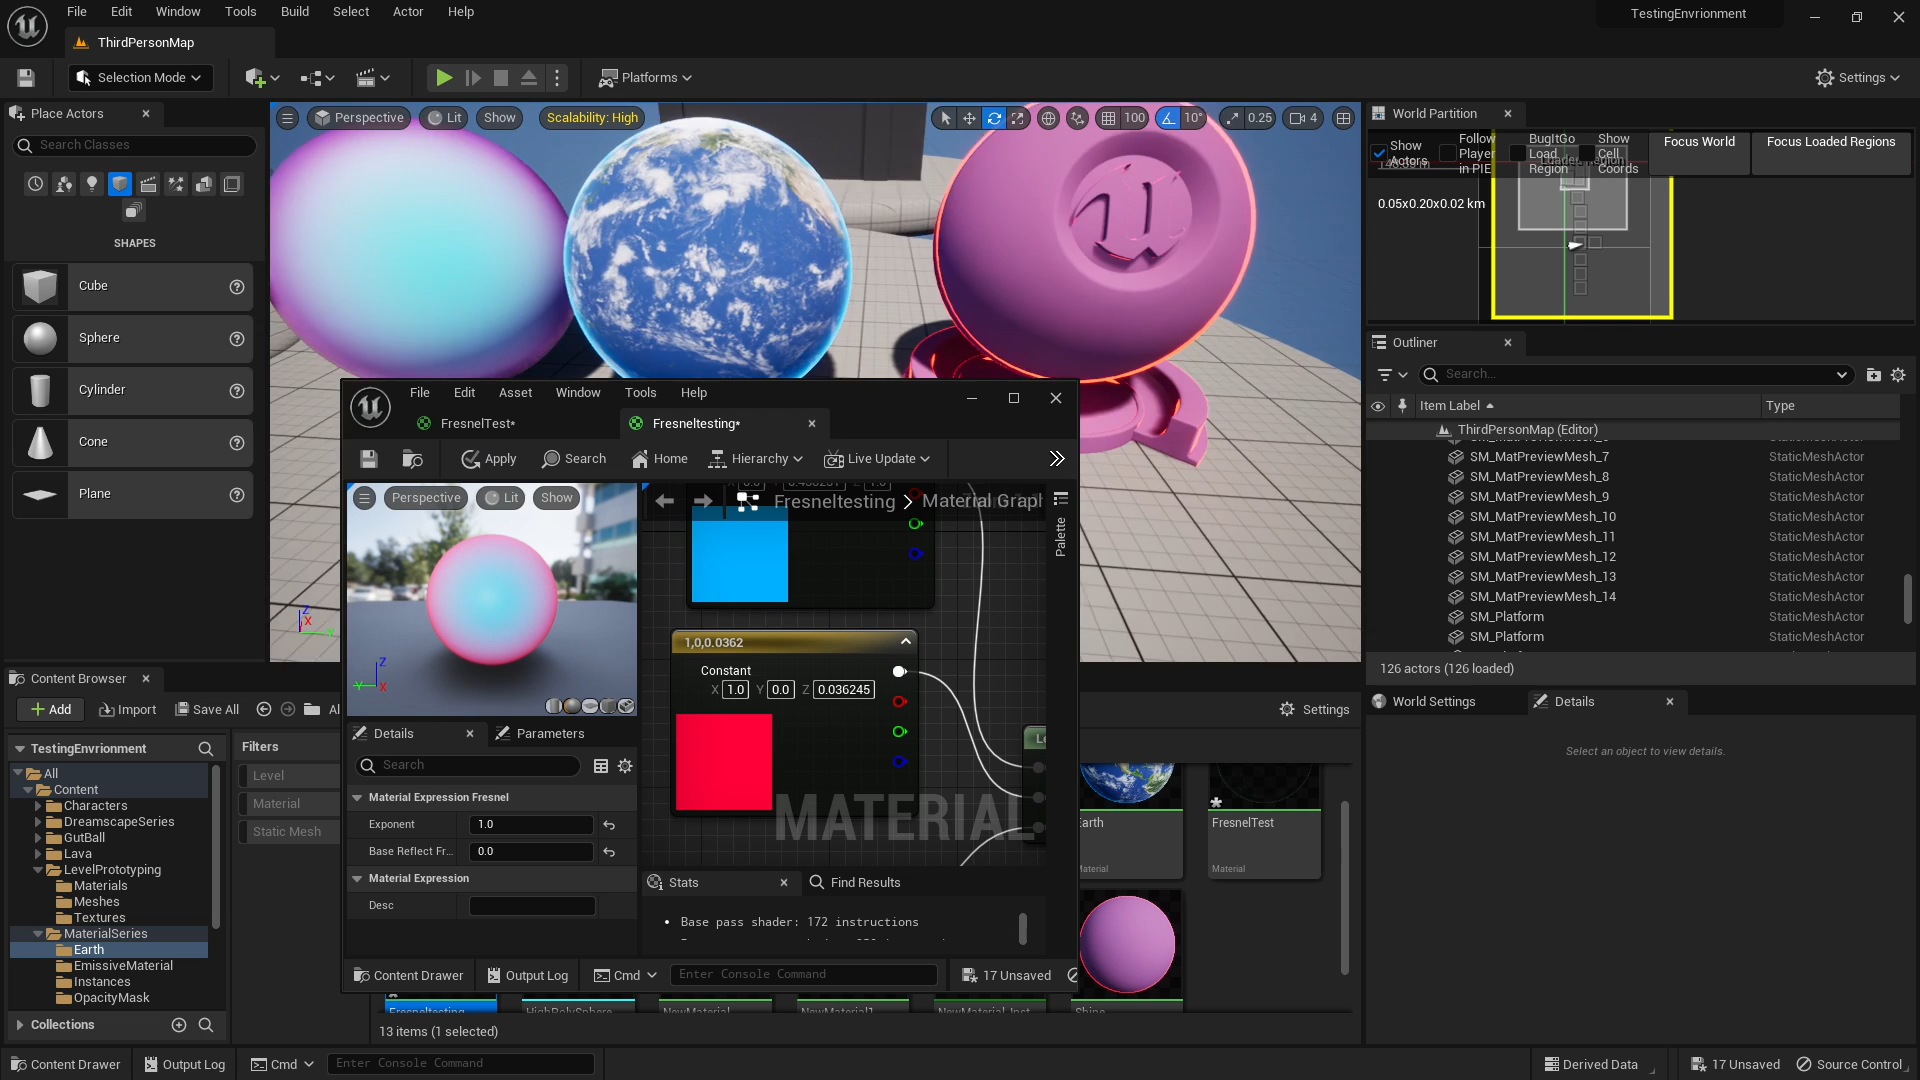 File Edit Window Tools Build Select Actor Help
TestingEnvrionment
ThirdPersonMap
Selection Mode
Platforms
Settings
Place Actors
Search Classes
SHAPES
Cube
Sphere
Cylinder
Cone
Plane
Perspective Lit Show Scalability: High
100 10° 0.25 4
World Partition
Show Actors
Follow Player in PIE
BugItGo Load Region
Show Cell Coords
Focus World
Focus Loaded Regions
0.05x0.20x0.02 km
Outliner
Search...
Item Label Type
ThirdPersonMap (Editor)
SM_MatPreviewMesh_7 StaticMeshActor
SM_MatPreviewMesh_8 StaticMeshActor
SM_MatPreviewMesh_9 StaticMeshActor
SM_MatPreviewMesh_10 StaticMeshActor
SM_MatPreviewMesh_11 StaticMeshActor
SM_MatPreviewMesh_12 StaticMeshActor
SM_MatPreviewMesh_13 StaticMeshActor
SM_MatPreviewMesh_14 StaticMeshActor
SM_Platform StaticMeshActor
SM_Platform StaticMeshActor
126 actors (126 loaded)
World Settings
Details
Select an object to view details.
Z
X
File Edit Asset Window Tools Help
FresnelTest*
Fresneltesting*
Apply Search Home Hierarchy Live Update
Perspective Lit Show
Z
Y
X
Fresneltesting > Material Graph
Palette
1,0,0.0362
Constant
X 1.0 Y 0.0 Z 0.036245
MATERIAL
Details
Parameters
Search
Material Expression Fresnel
Exponent 1.0
Base Reflect Fr... 0.0
Material Expression
Desc
Stats
Find Results
• Base pass shader: 172 instructions
Content Drawer Output Log Cmd Enter Console Command 17 Unsaved
Content Browser
Add Import Save All Al
Settings
TestingEnvrionment
All
Content
Characters
DreamscapeSeries
GutBall
Lava
LevelPrototyping
Materials
Meshes
Textures
MaterialSeries
Earth
EmissiveMaterial
Instances
OpacityMask
Collections
Filters
Level
Material
Static Mesh
Earth
Material
FresnelTest
Material
Fresneltesting HighPolySphere NewMaterial NewMaterial1 NewMaterial_Inst Shine
13 items (1 selected)
Content Drawer Output Log Cmd Enter Console Command
Derived Data 17 Unsaved Source Control